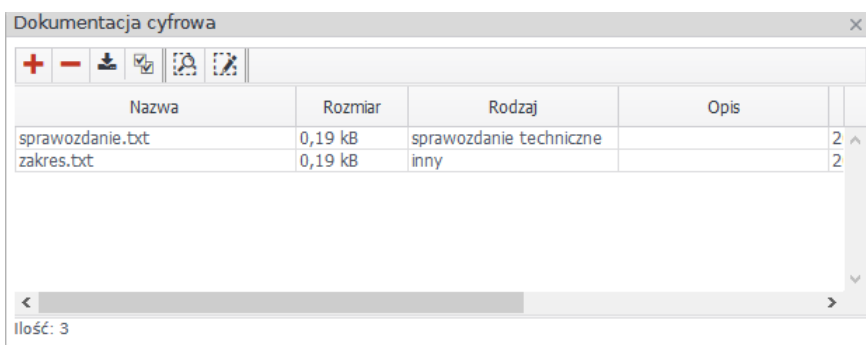 Dokumentacja cyfrowa
Nazwa Rozmiar Rodzaj Opis
sprawozdanie.txt 0,19 kB sprawozdanie techniczne
zakres.txt 0,19 kB inny
Ilość: 3